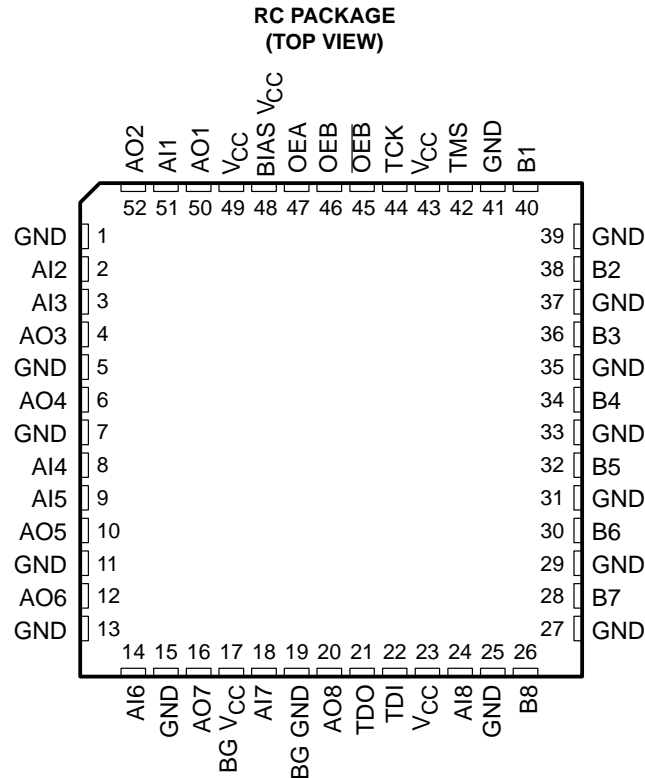 RC PACKAGE
(TOP VIEW)
AO2
AI1
AO1
VCC
BIAS VCC
OEA
OEB
OEB
TCK
VCC
TMS
GND
B1
52 51 50 49 48 47 46 45 44 43 42 41 40
GND 1 39 GND
AI2 2 38 B2
AI3 3 37 GND
AO3 4 36 B3
GND 5 35 GND
AO4 6 34 B4
GND 7 33 GND
AI4 8 32 B5
AI5 9 31 GND
AO5 10 30 B6
GND 11 29 GND
AO6 12 28 B7
GND 13 27 GND
14 15 16 17 18 19 20 21 22 23 24 25 26
AI6
GND
AO7
BG VCC
AI7
BG GND
AO8
TDO
TDI
VCC
AI8
GND
B8